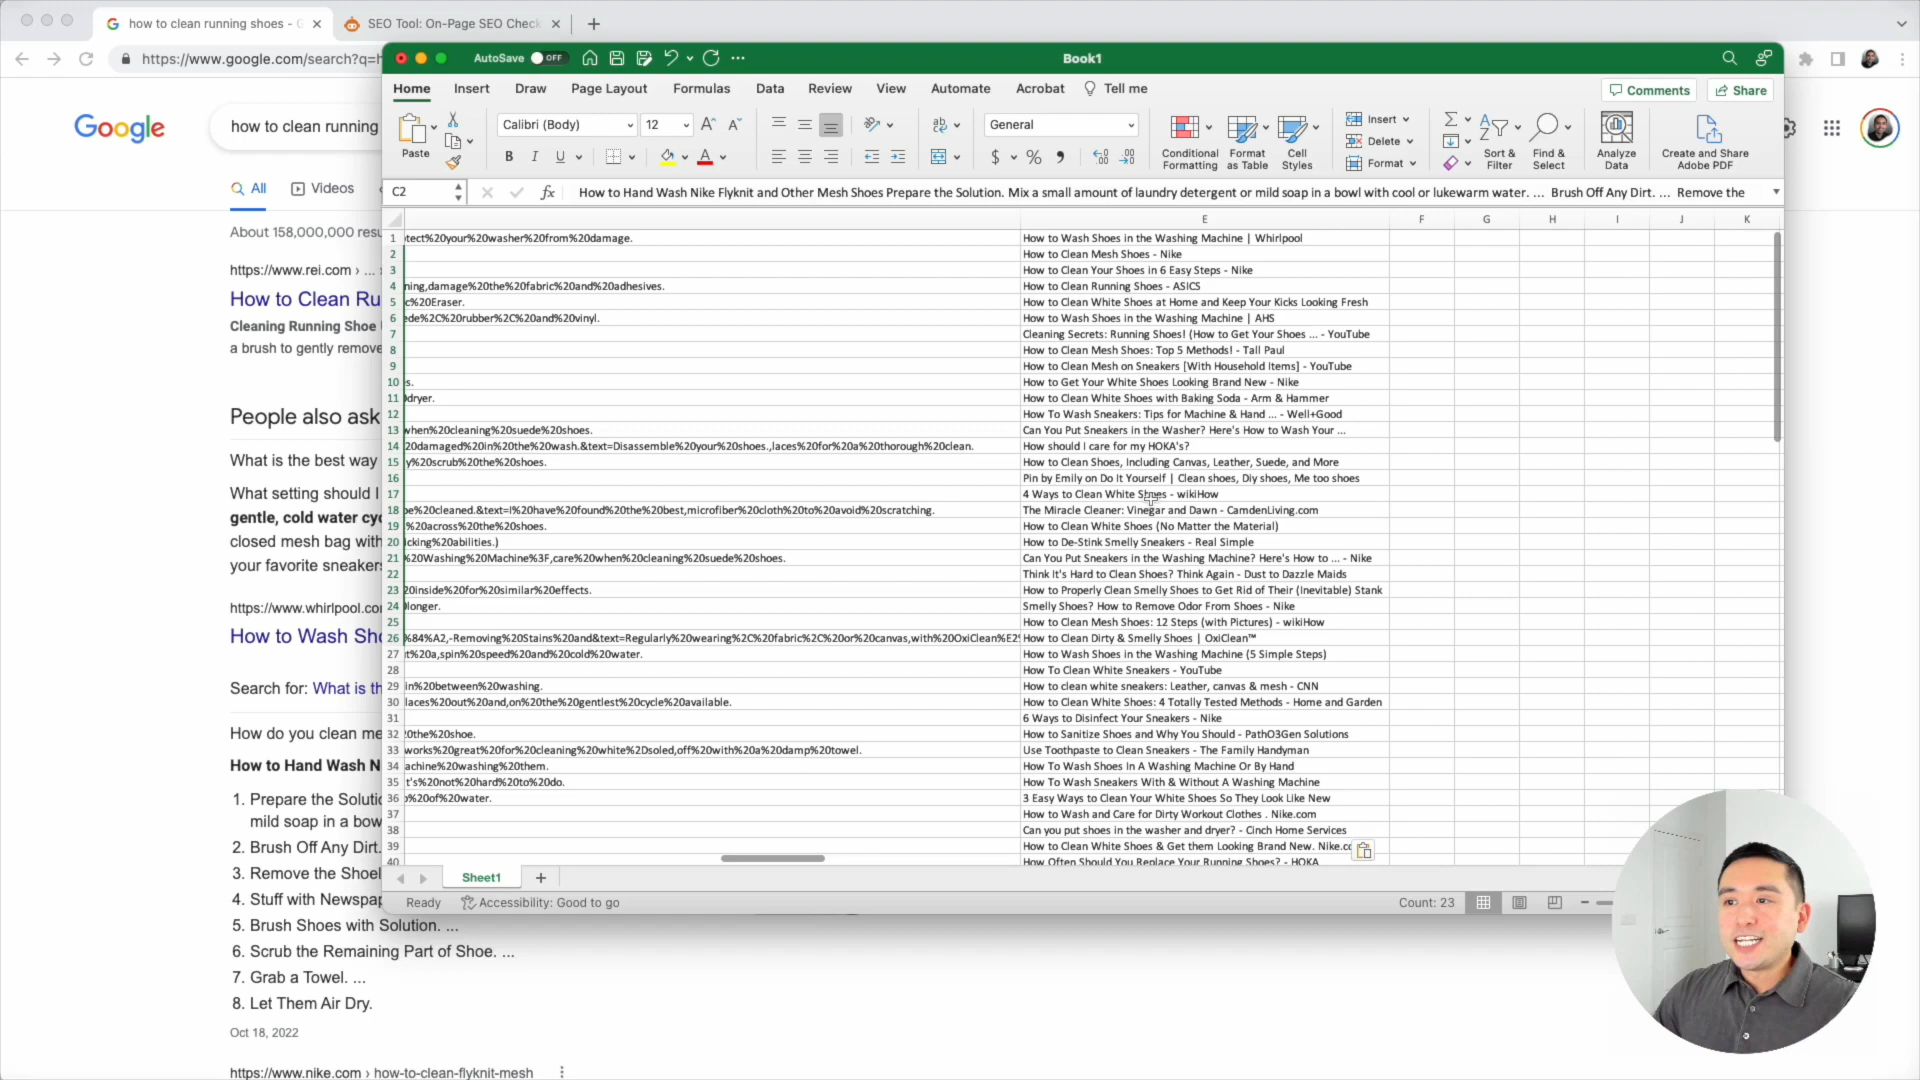 how to clean running shoes - G
SEO Tool: On-Page SEO Check
https://www.google.com/search?q=h
Google
how to clean running
All
Videos
About 158,000,000 resu
https://www.rei.com › ...
How to Clean Ru
Cleaning Running Shoe
a brush to gently remove
People also ask
What is the best way
What setting should I
gentle, cold water cyc
closed mesh bag with
your favorite sneakers
https://www.whirlpool.com
How to Wash Sho
Search for: What is th
How do you clean me
How to Hand Wash N
1. Prepare the Solutic
mild soap in a bow
2. Brush Off Any Dirt.
3. Remove the Shoel
4. Stuff with Newspap
5. Brush Shoes with Solution. ...
6. Scrub the Remaining Part of Shoe. ...
7. Grab a Towel. ...
8. Let Them Air Dry.
Oct 18, 2022
https://www.nike.com › how-to-clean-flyknit-mesh
AutoSave OFF
Book1
Home Insert Draw Page Layout Formulas Data Review View Automate Acrobat Tell me
Comments Share
Paste
Calibri (Body) 12
B I U
General
$ % 9
Conditional Formatting
Format as Table
Cell Styles
Insert
Delete
Format
Sort & Filter
Find & Select
Analyze Data
Create and Share Adobe PDF
C2 fx How to Hand Wash Nike Flyknit and Other Mesh Shoes Prepare the Solution. Mix a small amount of laundry detergent or mild soap in a bowl with cool or lukewarm water. ... Brush Off Any Dirt. ... Remove the
E F G H I J K
1 tect%20your%20washer%20from%20damage. How to Wash Shoes in the Washing Machine | Whirlpool
2 How to Clean Mesh Shoes - Nike
3 How to Clean Your Shoes in 6 Easy Steps - Nike
4 ning,damage%20the%20fabric%20and%20adhesives. How to Clean Running Shoes - ASICS
5 c%20Eraser. How to Clean White Shoes at Home and Keep Your Kicks Looking Fresh
6 ede%2C%20rubber%2C%20and%20vinyl. How to Wash Shoes in the Washing Machine | AHS
7 Cleaning Secrets: Running Shoes! (How to Get Your Shoes ... - YouTube
8 How to Clean Mesh Shoes: Top 5 Methods! - Tall Paul
9 How to Clean Mesh on Sneakers [With Household Items] - YouTube
10 s. How to Get Your White Shoes Looking Brand New - Nike
11 dryer. How to Clean White Shoes with Baking Soda - Arm & Hammer
12 How To Wash Sneakers: Tips for Machine & Hand ... - Well+Good
13 when%20cleaning%20suede%20shoes. Can You Put Sneakers in the Washer? Here's How to Wash Your ...
14 20damaged%20in%20the%20wash.&text=Disassemble%20your%20shoes.,laces%20for%20a%20thorough%20clean. How should I care for my HOKA's?
15 y%20scrub%20the%20shoes. How to Clean Shoes, Including Canvas, Leather, Suede, and More
16 Pin by Emily on Do It Yourself | Clean shoes, Diy shoes, Me too shoes
17 4 Ways to Clean White Shoes - wikiHow
18 be%20cleaned.&text=I%20have%20found%20the%20best,microfiber%20cloth%20to%20avoid%20scratching. The Miracle Cleaner: Vinegar and Dawn - CamdenLiving.com
19 %20across%20the%20shoes. How to Clean White Shoes (No Matter the Material)
20 icking%20abilities.) How to De-Stink Smelly Sneakers - Real Simple
21 %20Washing%20Machine%3F,care%20when%20cleaning%20suede%20shoes. Can You Put Sneakers in the Washing Machine? Here's How to ... - Nike
22 Think It's Hard to Clean Shoes? Think Again - Dust to Dazzle Maids
23 20inside%20for%20similar%20effects. How to Properly Clean Smelly Shoes to Get Rid of Their (Inevitable) Stank
24 longer. Smelly Shoes? How to Remove Odor From Shoes - Nike
25 How to Clean Mesh Shoes: 12 Steps (with Pictures) - wikiHow
26 %84%A2,-Removing%20Stains%20and&text=Regularly%20wearing%2C%20fabric%2C%20or%20canvas,with%20OxiClean%E2% How to Clean Dirty & Smelly Shoes | OxiClean™
27 t%20a,spin%20speed%20and%20cold%20water. How to Wash Shoes in the Washing Machine (5 Simple Steps)
28 How To Clean White Sneakers - YouTube
29 in%20between%20washing. How to clean white sneakers: Leather, canvas & mesh - CNN
30 laces%20out%20and,on%20the%20gentlest%20cycle%20available. How to Clean White Shoes: 4 Totally Tested Methods - Home and Garden
31 6 Ways to Disinfect Your Sneakers - Nike
32 20the%20shoe. How to Sanitize Shoes and Why You Should - PathO3Gen Solutions
33 works%20great%20for%20cleaning%20white%2Dsoled,off%20with%20a%20damp%20towel. Use Toothpaste to Clean Sneakers - The Family Handyman
34 achine%20washing%20them. How To Wash Shoes In A Washing Machine Or By Hand
35 t's%20not%20hard%20to%20do. How To Wash Sneakers With & Without A Washing Machine
36 %20of%20water. 3 Easy Ways to Clean Your White Shoes So They Look Like New
37 How to Wash and Care for Dirty Workout Clothes . Nike.com
38 Can you put shoes in the washer and dryer? - Cinch Home Services
39 How to Clean White Shoes & Get them Looking Brand New. Nike.co
40 How Often Should You Replace Your Running Shoes? - HOKA
Sheet1
Ready Accessibility: Good to go Count: 23